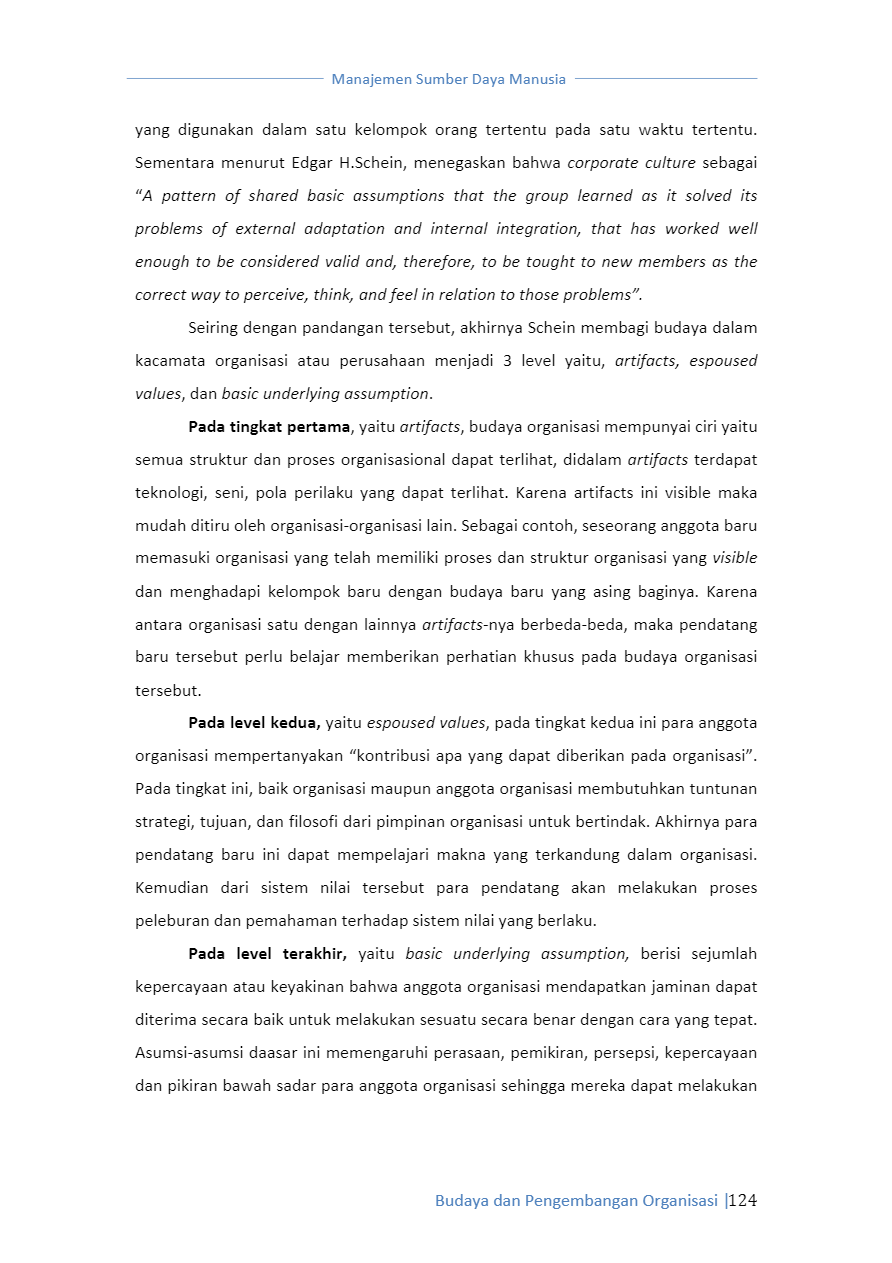 Manajemen Sumber Daya Manusia
yang digunakan dalam satu kelompok orang tertentu pada satu waktu tertentu.
Sementara menurut Edgar H.Schein, menegaskan bahwa corporate culture sebagai
“A pattern of shared basic assumptions that the group learned as it solved its
problems of external adaptation and internal integration, that has worked well
enough to be considered valid and, therefore, to be tought to new members as the
correct way to perceive, think, and feel in relation to those problems”.
Seiring dengan pandangan tersebut, akhirnya Schein membagi budaya dalam
kacamata organisasi atau perusahaan menjadi 3 level yaitu, artifacts, espoused
values, dan basic underlying assumption.
Pada tingkat pertama, yaitu artifacts, budaya organisasi mempunyai ciri yaitu
semua struktur dan proses organisasional dapat terlihat, didalam artifacts terdapat
teknologi, seni, pola perilaku yang dapat terlihat. Karena artifacts ini visible maka
mudah ditiru oleh organisasi-organisasi lain. Sebagai contoh, seseorang anggota baru
memasuki organisasi yang telah memiliki proses dan struktur organisasi yang visible
dan menghadapi kelompok baru dengan budaya baru yang asing baginya. Karena
antara organisasi satu dengan lainnya artifacts-nya berbeda-beda, maka pendatang
baru tersebut perlu belajar memberikan perhatian khusus pada budaya organisasi
tersebut.
Pada level kedua, yaitu espoused values, pada tingkat kedua ini para anggota
organisasi mempertanyakan “kontribusi apa yang dapat diberikan pada organisasi”.
Pada tingkat ini, baik organisasi maupun anggota organisasi membutuhkan tuntunan
strategi, tujuan, dan filosofi dari pimpinan organisasi untuk bertindak. Akhirnya para
pendatang baru ini dapat mempelajari makna yang terkandung dalam organisasi.
Kemudian dari sistem nilai tersebut para pendatang akan melakukan proses
peleburan dan pemahaman terhadap sistem nilai yang berlaku.
Pada level terakhir, yaitu basic underlying assumption, berisi sejumlah
kepercayaan atau keyakinan bahwa anggota organisasi mendapatkan jaminan dapat
diterima secara baik untuk melakukan sesuatu secara benar dengan cara yang tepat.
Asumsi-asumsi daasar ini memengaruhi perasaan, pemikiran, persepsi, kepercayaan
dan pikiran bawah sadar para anggota organisasi sehingga mereka dapat melakukan
Budaya dan Pengembangan Organisasi |124